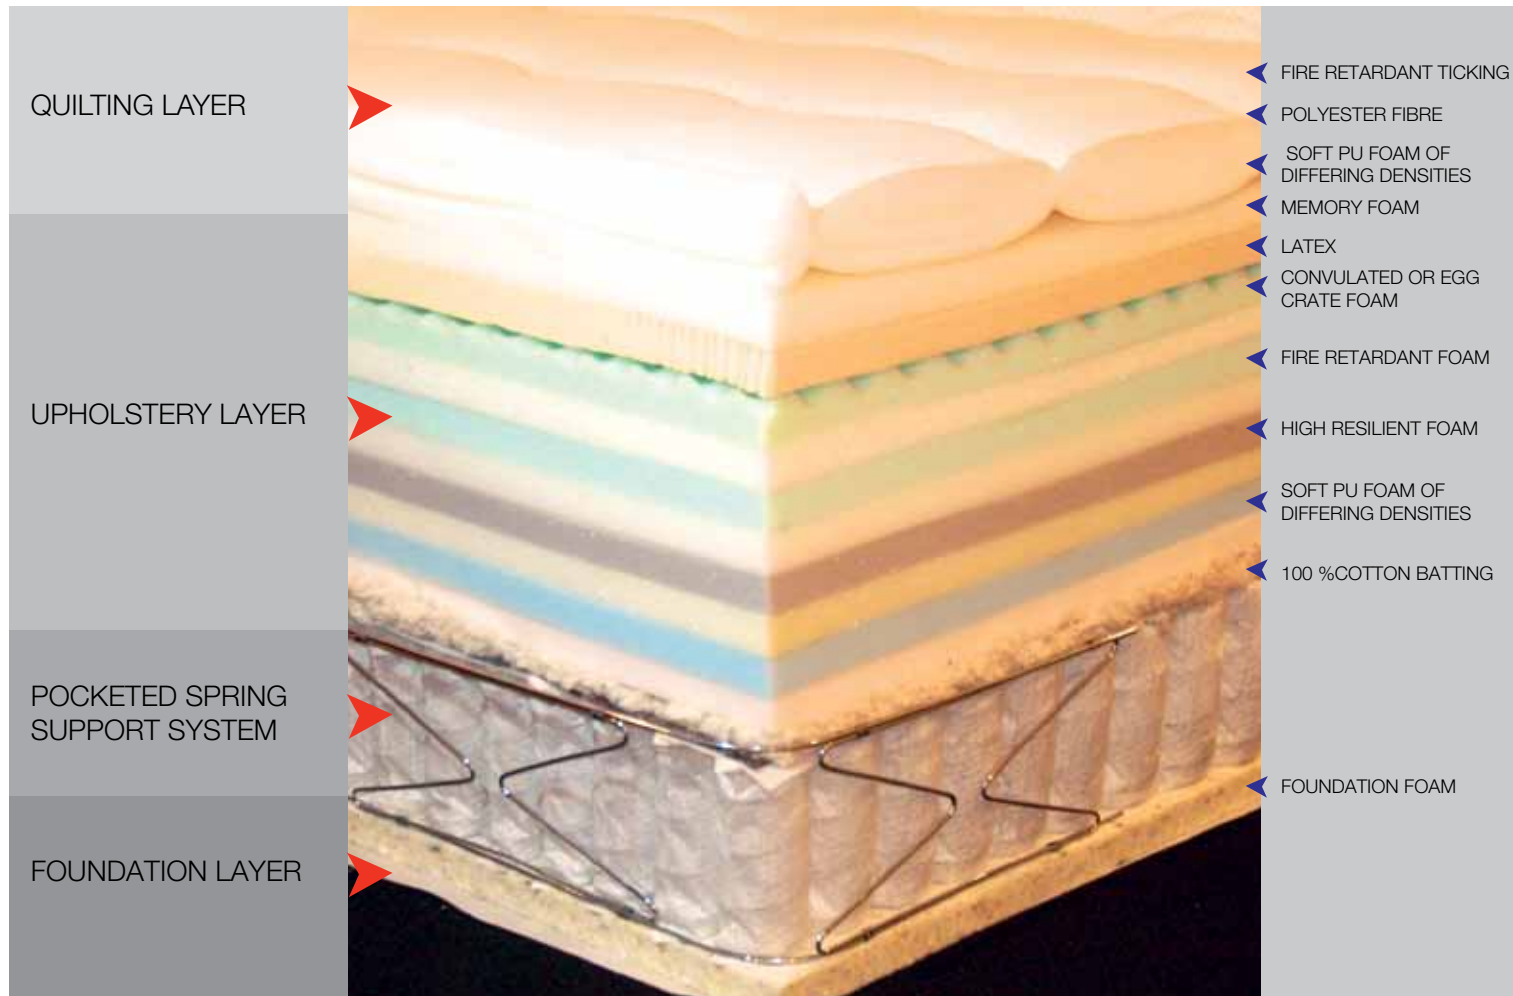 QUILTING LAYER
UPHOLSTERY LAYER
POCKETED SPRING
SUPPORT SYSTEM
FOUNDATION LAYER
FIRE RETARDANT TICKING
POLYESTER FIBRE
SOFT PU FOAM OF
DIFFERING DENSITIES
MEMORY FOAM
LATEX
CONVULATED OR EGG
CRATE FOAM
FIRE RETARDANT FOAM
HIGH RESILIENT FOAM
SOFT PU FOAM OF
DIFFERING DENSITIES
100 %COTTON BATTING
FOUNDATION FOAM